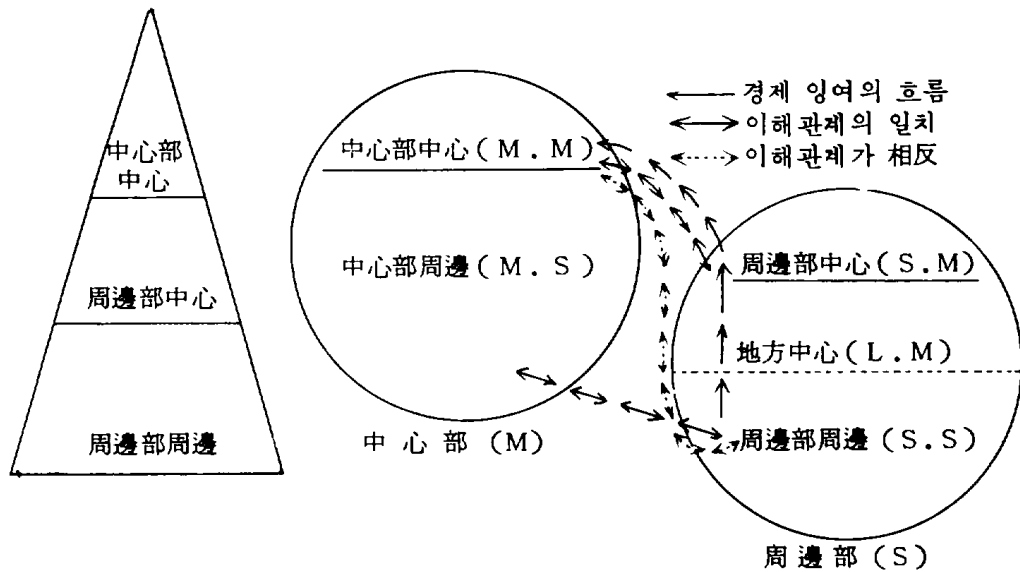 中心部
中心
周邊部中心
周邊部周邊
中心部中心(M.M)
中心部周邊(M.S)
中心部 (M)
경제 잉여의 흐름
이해관계의 일치
이해관계가 相反
周邊部中心(S.M)
地方中心(L.M)
周邊部周邊(S.S)
周邊部(S)